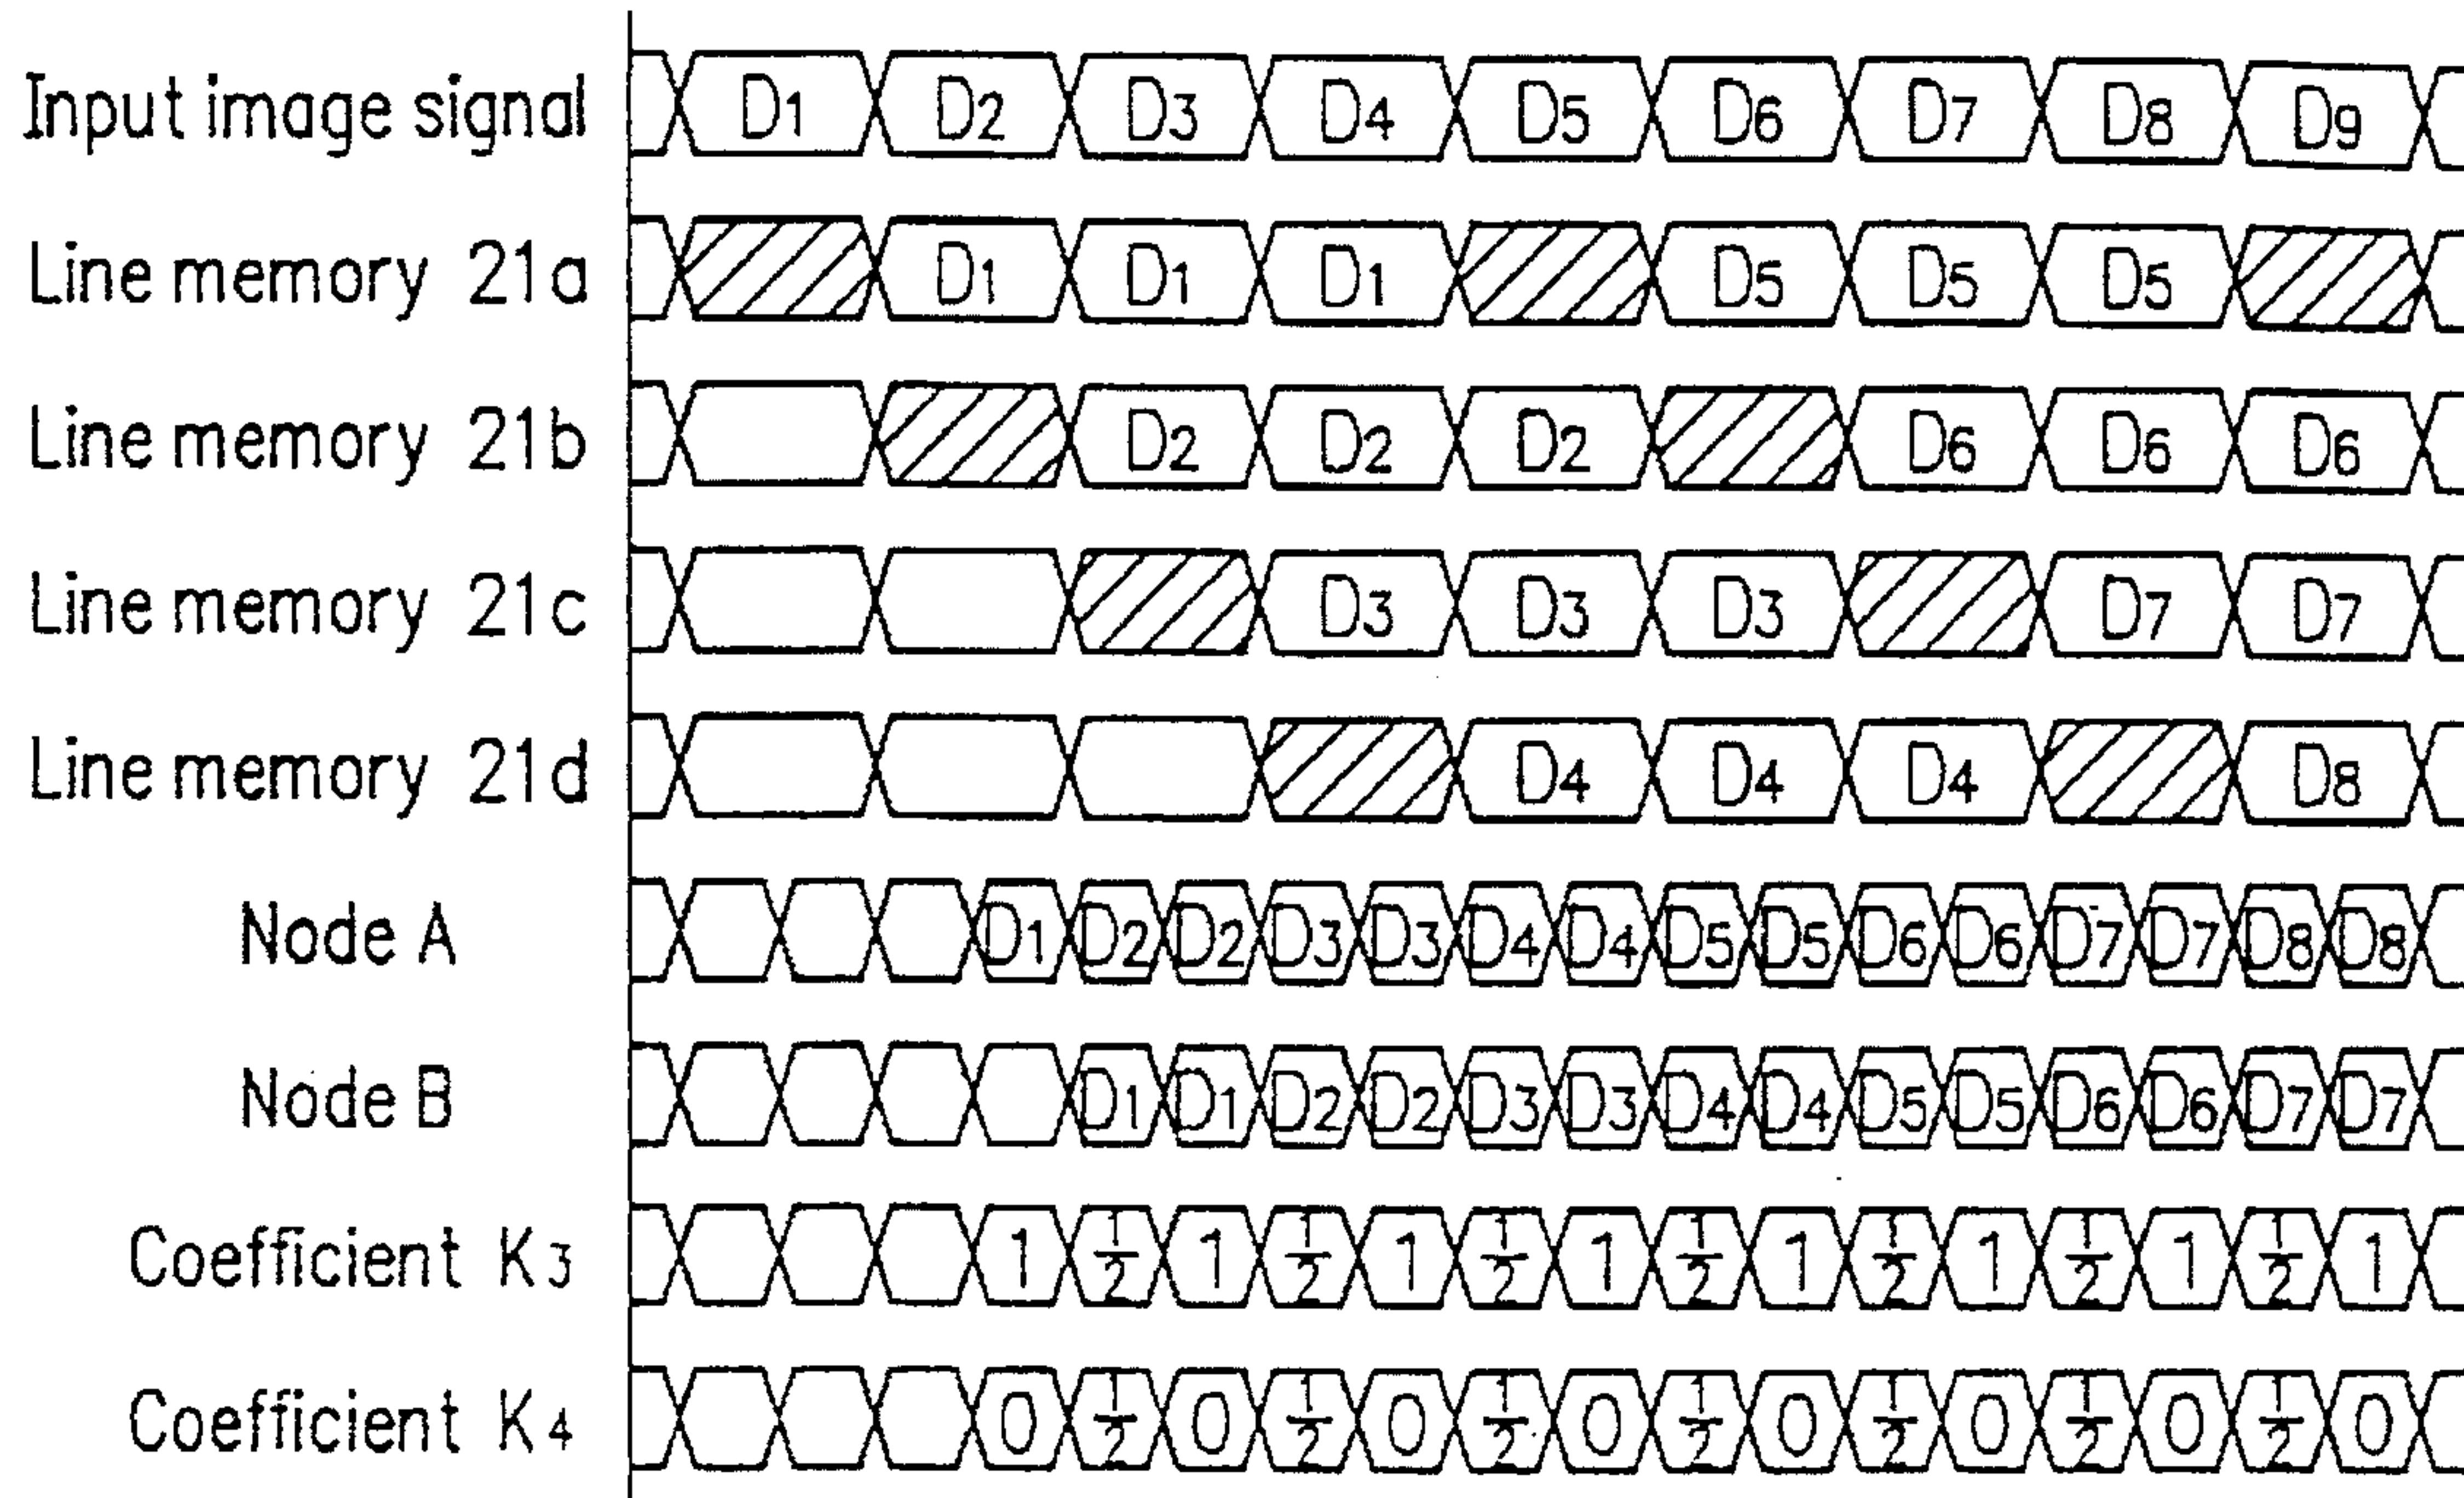 Input image signal D1 D2 D3 D4 D5 D6 D7 D8 D9
Line memory 21a D1 D1 D1 D5 D5 D5
Line memory 21b D2 D2 D2 D6 D6 D6
Line memory 21c D3 D3 D3 D7 D7
Line memory 21d D4 D4 D4 D8
Node A D1 D2 D2 D3 D3 D4 D4 D5 D5 D6 D6 D7 D7 D8 D8
Node B D1 D1 D2 D2 D3 D3 D4 D4 D5 D5 D6 D6 D7 D7
Coefficient K3 1 1/2 1 1/2 1 1/2 1 1/2 1 1/2 1 1/2 1 1/2 1
Coefficient K4 0 1/2 0 1/2 0 1/2 0 1/2 0 1/2 0 1/2 0 1/2 0